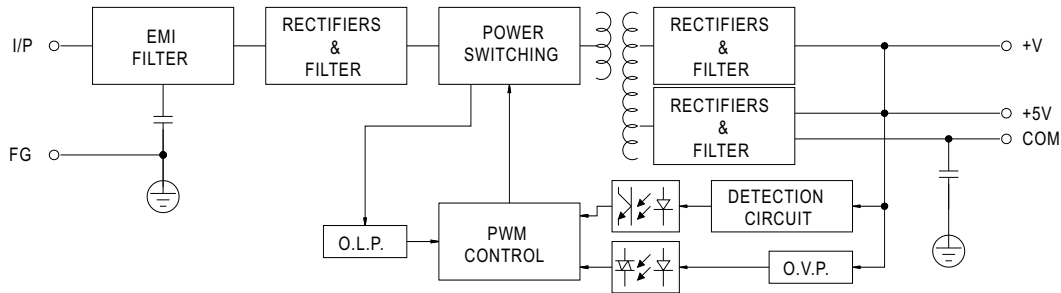 I/P
EMI
FILTER
RECTIFIERS
&
FILTER
POWER
SWITCHING
RECTIFIERS
&
FILTER
+V
RECTIFIERS
&
FILTER
+5V
COM
FG
O.L.P.
PWM
CONTROL
DETECTION
CIRCUIT
O.V.P.